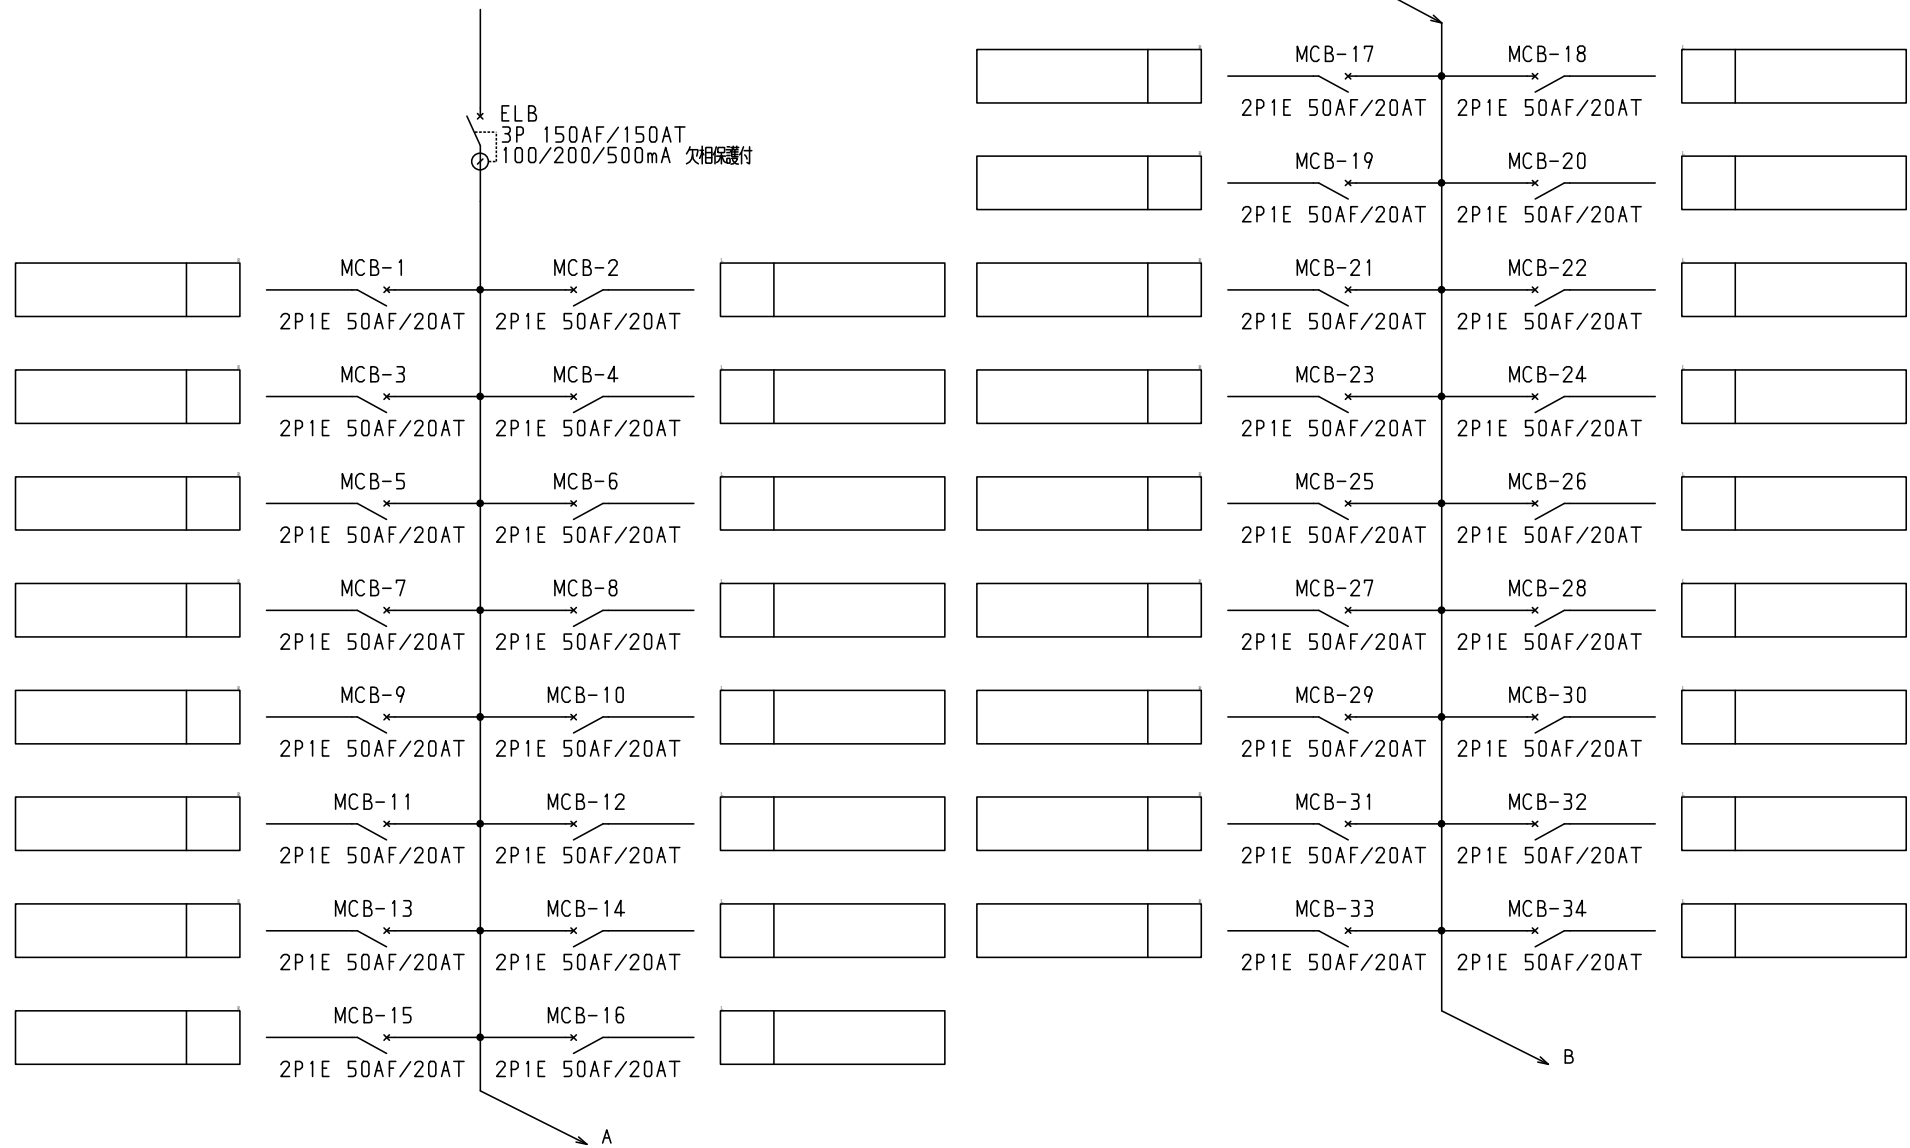 ELB
3P 150AF/150AT
100/200/500mA 欠相保護付
MCB-1 MCB-2
2P1E 50AF/20AT 2P1E 50AF/20AT
MCB-3 MCB-4
2P1E 50AF/20AT 2P1E 50AF/20AT
MCB-5 MCB-6
2P1E 50AF/20AT 2P1E 50AF/20AT
MCB-7 MCB-8
2P1E 50AF/20AT 2P1E 50AF/20AT
MCB-9 MCB-10
2P1E 50AF/20AT 2P1E 50AF/20AT
MCB-11 MCB-12
2P1E 50AF/20AT 2P1E 50AF/20AT
MCB-13 MCB-14
2P1E 50AF/20AT 2P1E 50AF/20AT
MCB-15 MCB-16
2P1E 50AF/20AT 2P1E 50AF/20AT
A
MCB-17 MCB-18
2P1E 50AF/20AT 2P1E 50AF/20AT
MCB-19 MCB-20
2P1E 50AF/20AT 2P1E 50AF/20AT
MCB-21 MCB-22
2P1E 50AF/20AT 2P1E 50AF/20AT
MCB-23 MCB-24
2P1E 50AF/20AT 2P1E 50AF/20AT
MCB-25 MCB-26
2P1E 50AF/20AT 2P1E 50AF/20AT
MCB-27 MCB-28
2P1E 50AF/20AT 2P1E 50AF/20AT
MCB-29 MCB-30
2P1E 50AF/20AT 2P1E 50AF/20AT
MCB-31 MCB-32
2P1E 50AF/20AT 2P1E 50AF/20AT
MCB-33 MCB-34
2P1E 50AF/20AT 2P1E 50AF/20AT
B